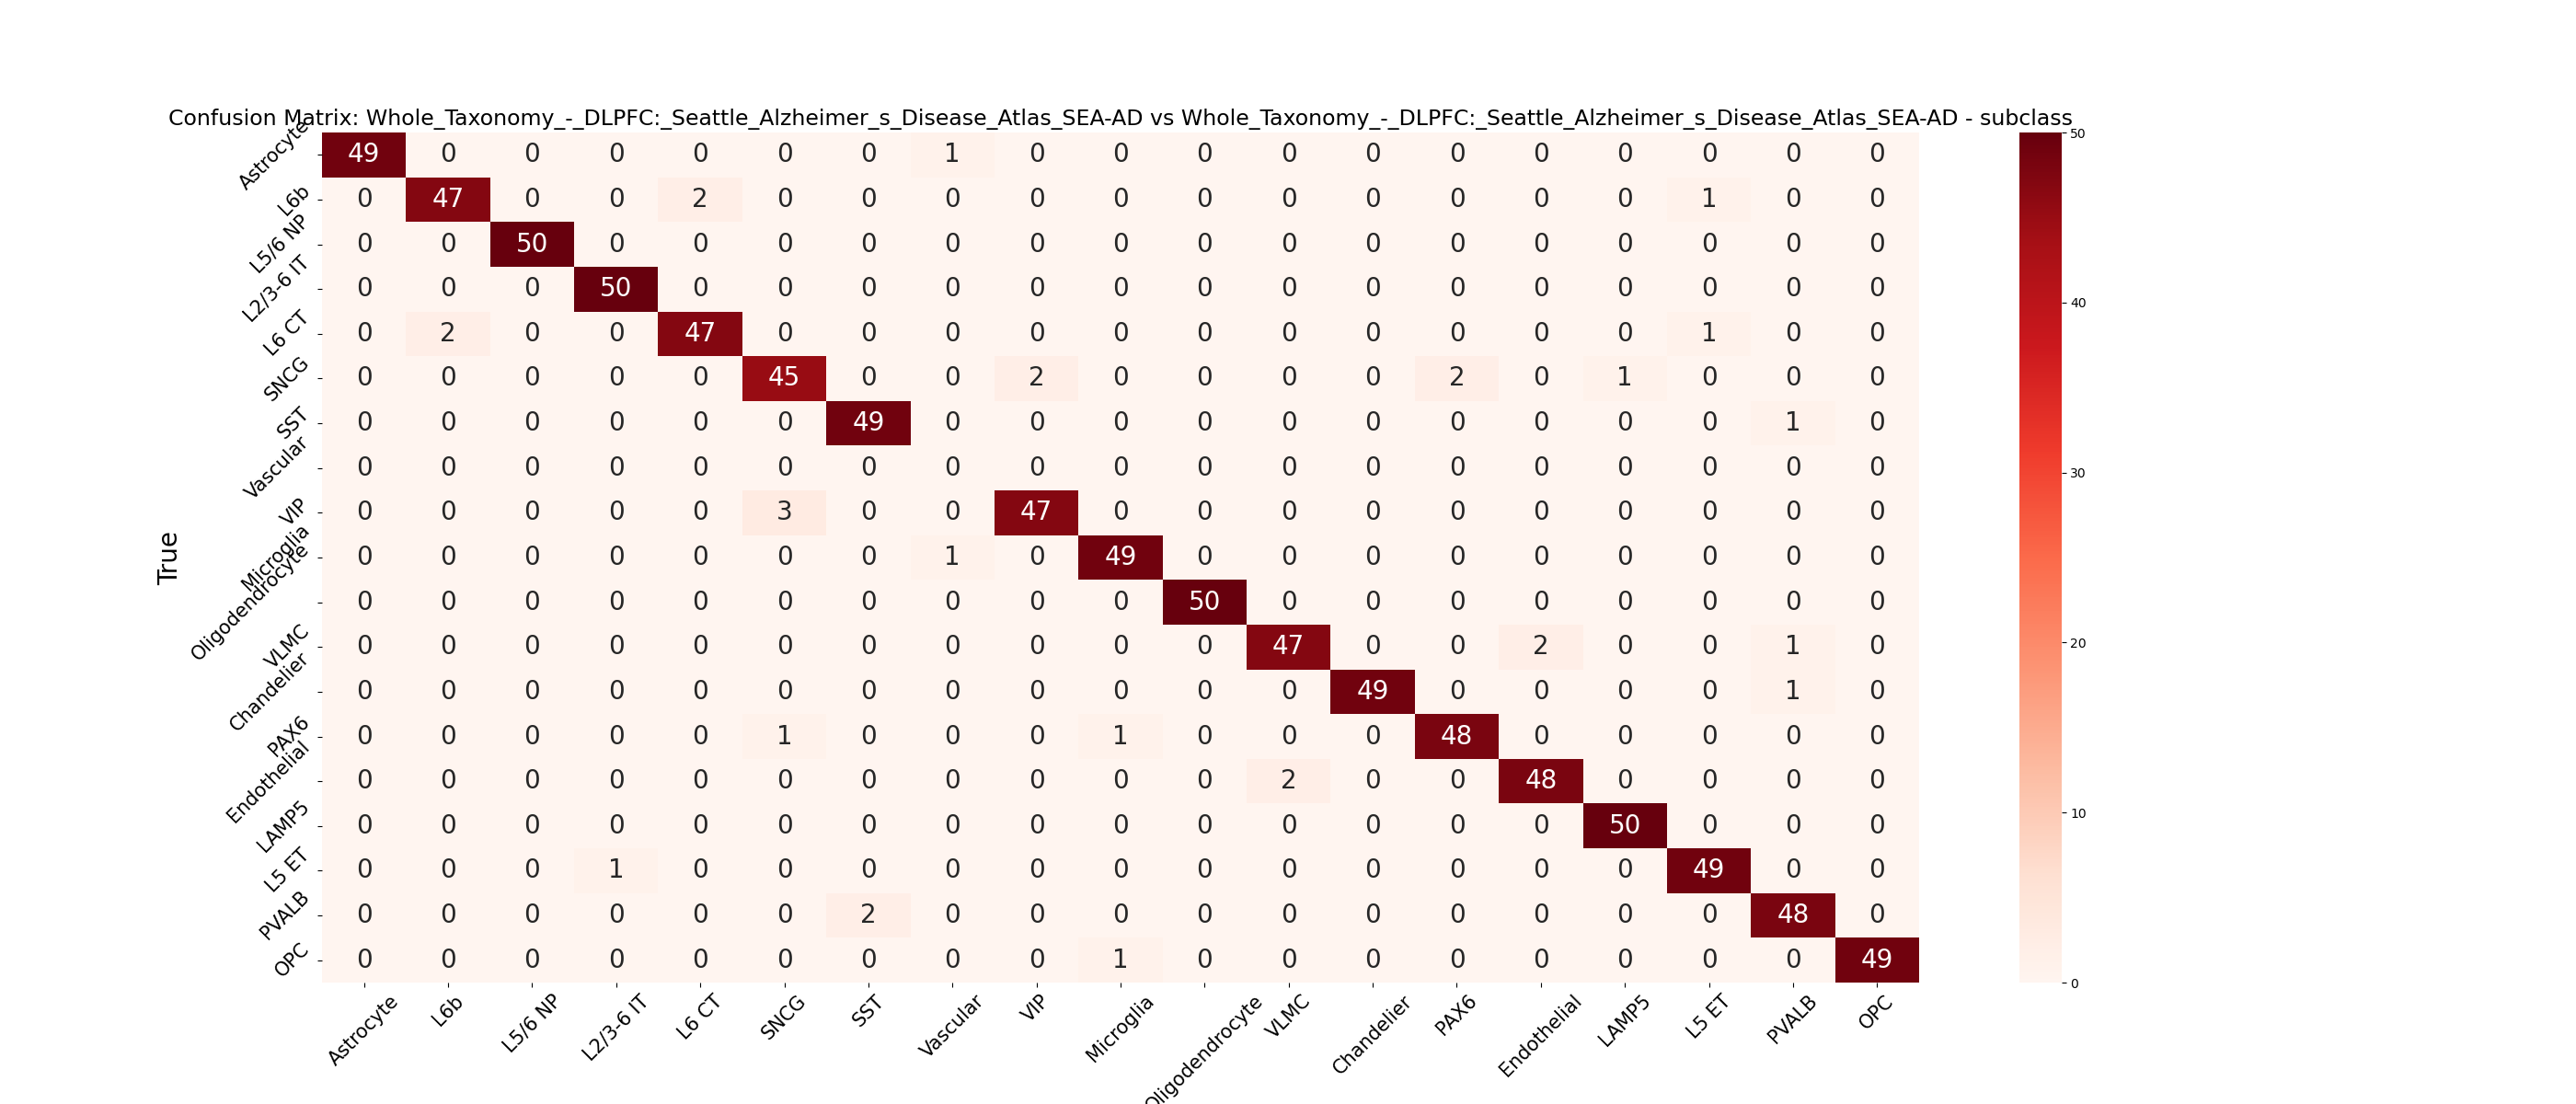 Confusion Matrix: Whole_Taxonomy_-_DLPFC:_Seattle_Alzheimer_s_Disease_Atlas_SEA-AD vs Whole_Taxonomy_-_DLPFC:_Seattle_Alzheimer_s_Disease_Atlas_SEA-AD - subclass
True
Astrocyte 49 0 0 0 0 0 0 1 0 0 0 0 0 0 0 0 0 0 0
L6b 0 47 0 0 2 0 0 0 0 0 0 0 0 0 0 0 1 0 0
L5/6 NP 0 0 50 0 0 0 0 0 0 0 0 0 0 0 0 0 0 0 0
L2/3-6 IT 0 0 0 50 0 0 0 0 0 0 0 0 0 0 0 0 0 0 0
L6 CT 0 2 0 0 47 0 0 0 0 0 0 0 0 0 0 0 1 0 0
SNCG 0 0 0 0 0 45 0 0 2 0 0 0 0 2 0 1 0 0 0
SST 0 0 0 0 0 0 49 0 0 0 0 0 0 0 0 0 0 1 0
Vascular 0 0 0 0 0 0 0 0 0 0 0 0 0 0 0 0 0 0 0
VIP 0 0 0 0 0 3 0 0 47 0 0 0 0 0 0 0 0 0 0
Microglia 0 0 0 0 0 0 0 1 0 49 0 0 0 0 0 0 0 0 0
Oligodendrocyte 0 0 0 0 0 0 0 0 0 0 50 0 0 0 0 0 0 0 0
VLMC 0 0 0 0 0 0 0 0 0 0 0 47 0 0 2 0 0 1 0
Chandelier 0 0 0 0 0 0 0 0 0 0 0 0 49 0 0 0 0 1 0
PAX6 0 0 0 0 0 1 0 0 0 1 0 0 0 48 0 0 0 0 0
Endothelial 0 0 0 0 0 0 0 0 0 0 0 2 0 0 48 0 0 0 0
LAMP5 0 0 0 0 0 0 0 0 0 0 0 0 0 0 0 50 0 0 0
L5 ET 0 0 0 1 0 0 0 0 0 0 0 0 0 0 0 0 49 0 0
PVALB 0 0 0 0 0 0 2 0 0 0 0 0 0 0 0 0 0 48 0
OPC 0 0 0 0 0 0 0 0 0 1 0 0 0 0 0 0 0 0 49
Astrocyte L6b L5/6 NP L2/3-6 IT L6 CT SNCG SST Vascular VIP Microglia Oligodendrocyte VLMC Chandelier PAX6 Endothelial LAMP5 L5 ET PVALB OPC
50
40
30
20
10
0